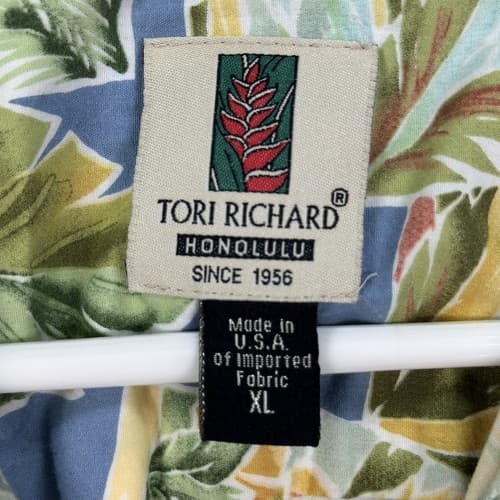 TORI RICHARD®
HONOLULU
SINCE 1956
Made in
U.S.A.
of Imported
Fabric
XL